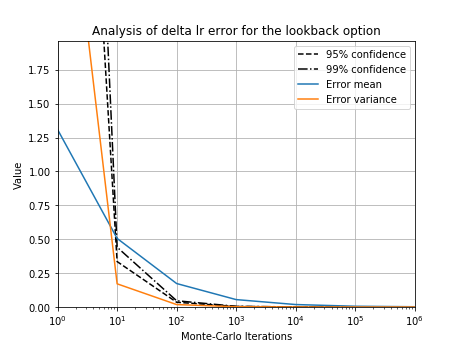 Analysis of delta lr error for the lookback option
95% confidence
99% confidence
Error mean
Error variance
Value
1.75
1.50
1.25
1.00
0.75
0.50
0.25
0.00
10⁰ 10¹ 10² 10³ 10⁴ 10⁵ 10⁶
Monte-Carlo Iterations